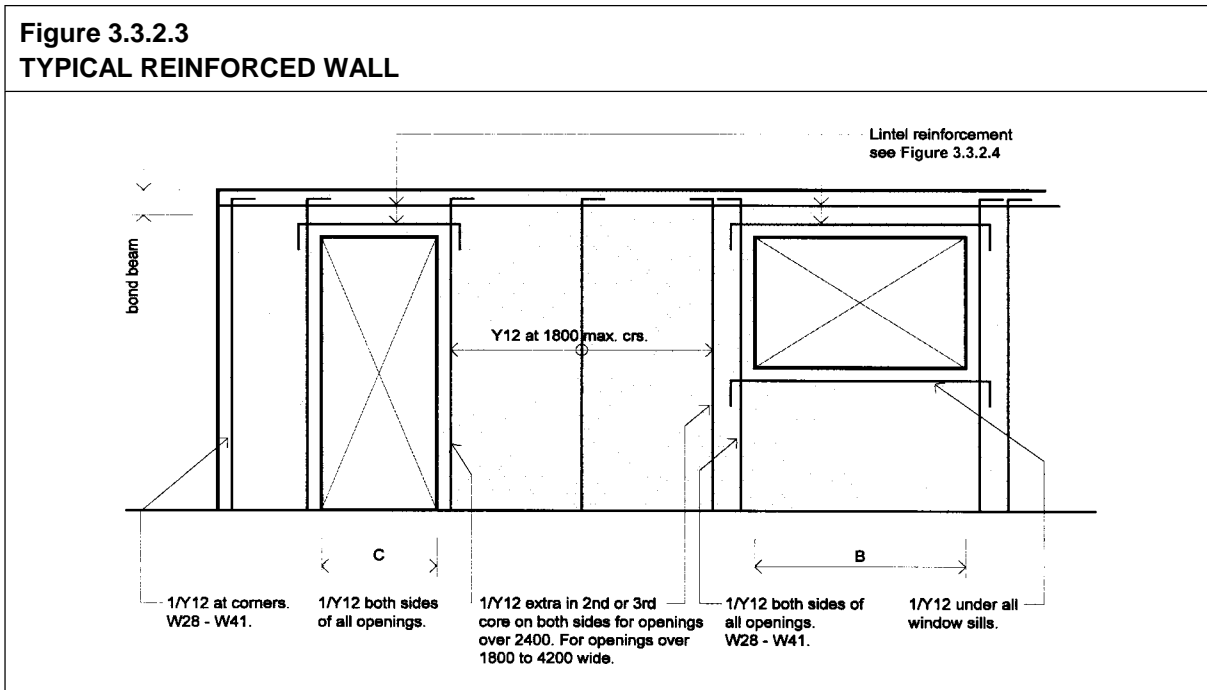 Figure 3.3.2.3
TYPICAL REINFORCED WALL
Lintel reinforcement
see Figure 3.3.2.4
bond beam
Y12 at 1800 max. crs.
C
B
1/Y12 at corners.
W28 - W41.
1/Y12 both sides
of all openings.
1/Y12 extra in 2nd or 3rd
core on both sides for openings
over 2400. For openings over
1800 to 4200 wide.
1/Y12 both sides of
all openings.
W28 - W41.
1/Y12 under all
window sills.